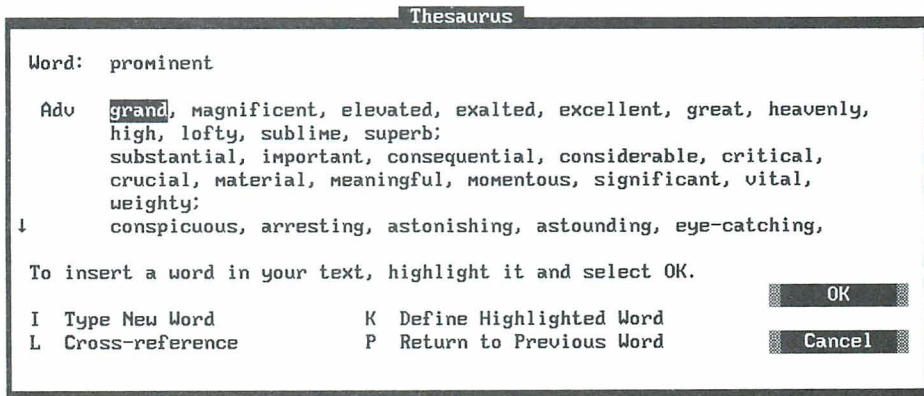 Thesaurus
Word: prominent
Adv grand, magnificent, elevated, exalted, excellent, great, heavenly,
high, lofty, sublime, superb;
substantial, important, consequential, considerable, critical,
crucial, material, meaningful, momentous, significant, vital,
weighty;
↓ conspicuous, arresting, astonishing, astounding, eye-catching,
To insert a word in your text, highlight it and select OK.
OK
I Type New Word K Define Highlighted Word
L Cross-reference P Return to Previous Word Cancel